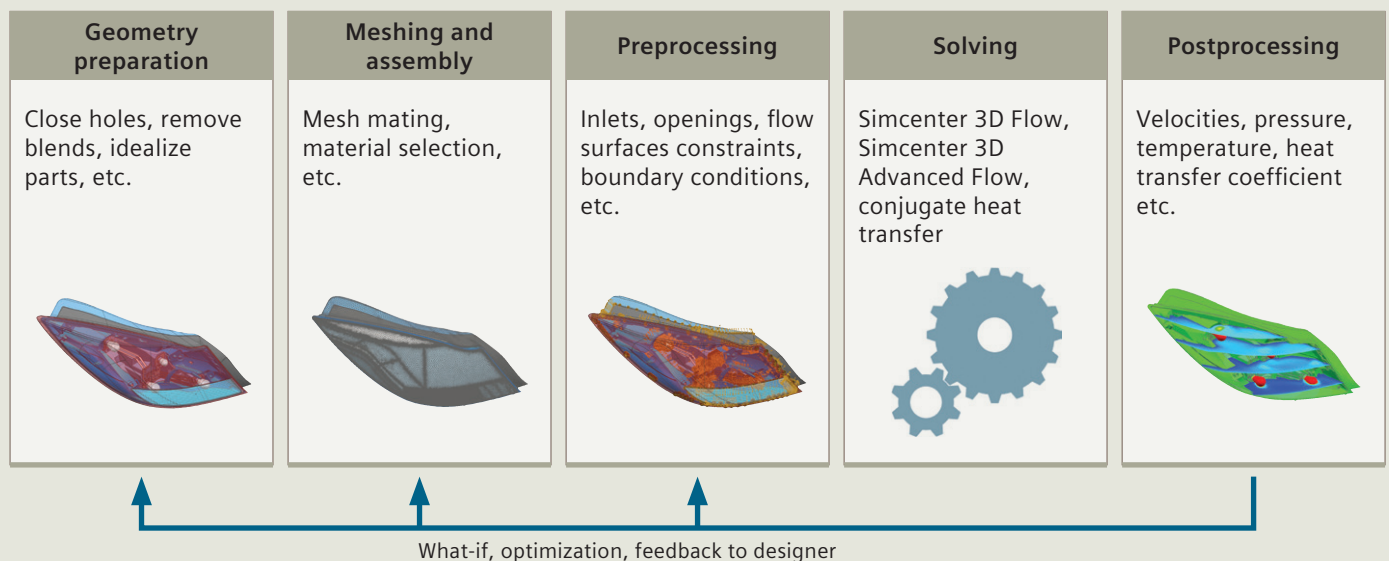 Geometry
preparation
Close holes, remove
blends, idealize
parts, etc.
Meshing and
assembly
Mesh mating,
material selection,
etc.
Preprocessing
Inlets, openings, flow
surfaces constraints,
boundary conditions,
etc.
Solving
Simcenter 3D Flow,
Simcenter 3D
Advanced Flow,
conjugate heat
transfer
Postprocessing
Velocities, pressure,
temperature, heat
transfer coefficient
etc.
What-if, optimization, feedback to designer